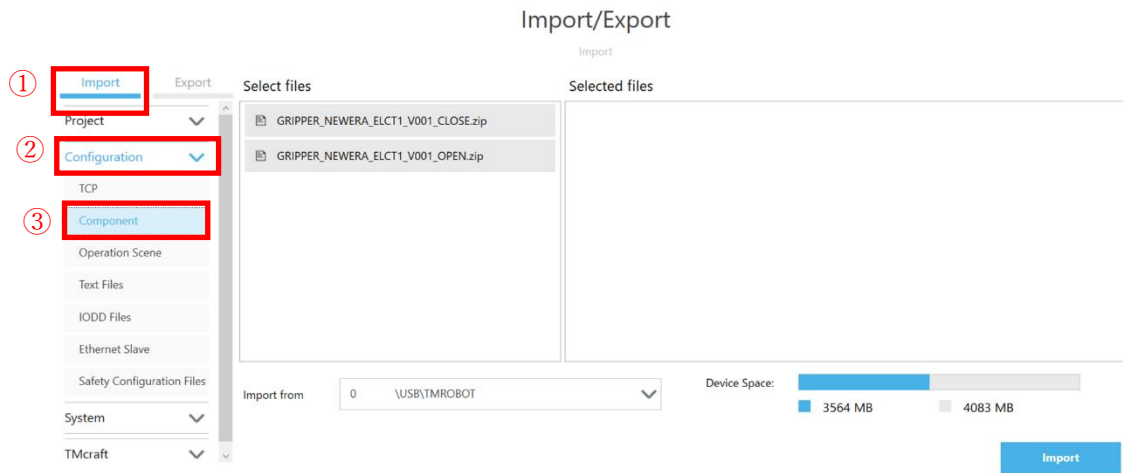 Import/Export
Import
① Import Export
Select files
Selected files
Project
② Configuration
TCP
③ Component
Operation Scene
Text Files
IODD Files
Ethernet Slave
Safety Configuration Files
System
TMcraft
GRIPPER_NEWERA_ELCT1_V001_CLOSE.zip
GRIPPER_NEWERA_ELCT1_V001_OPEN.zip
Import from 0 \USB\TMROBOT
Device Space:
3564 MB 4083 MB
Import